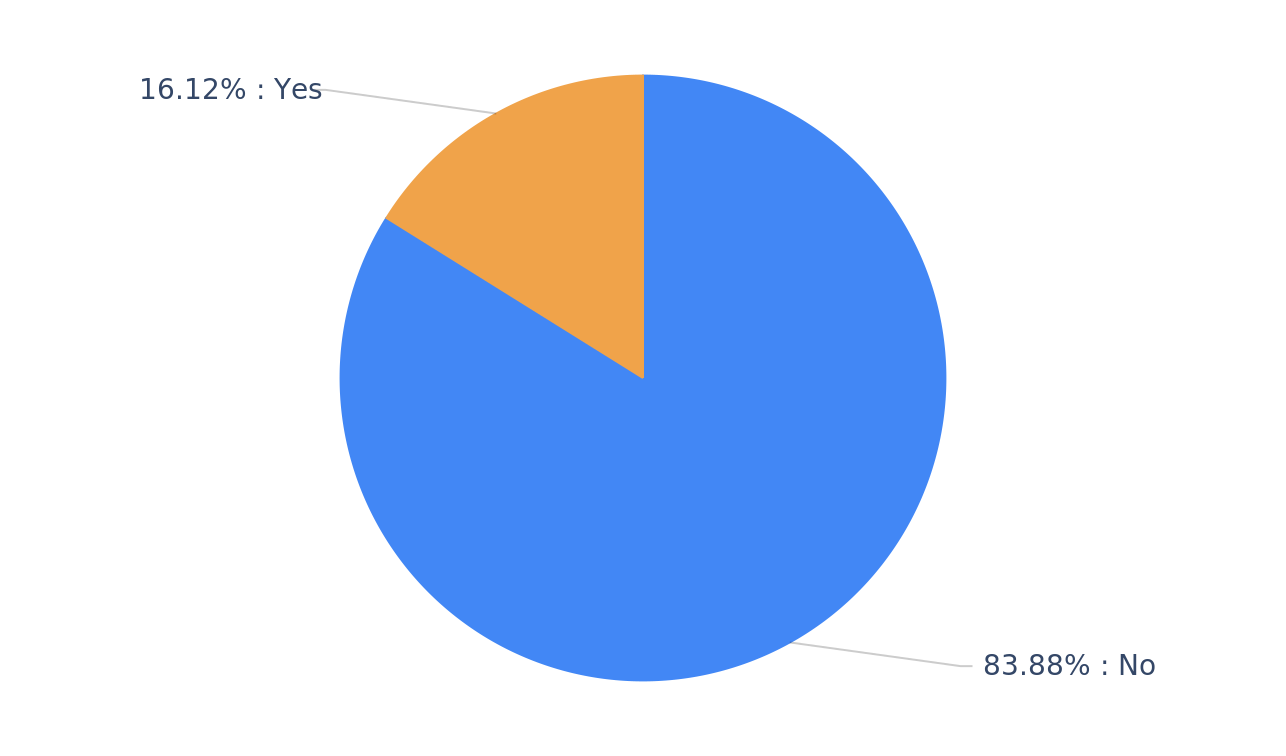 16.12% : Yes
83.88% : No